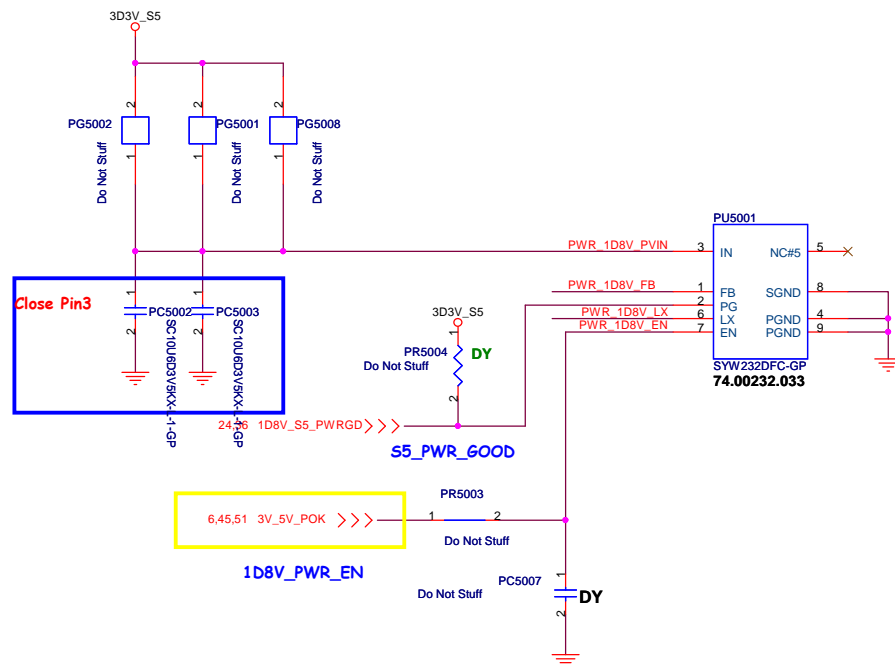 3D3V_S5
2
2
2
PG5002
PG5001
PG5008
1
1
1
Do Not Stuff
Do Not Stuff
Do Not Stuff
PU5001
PWR_1D8V_PVIN
3
IN
NC#5
5
Close Pin3
1
1
PC5002
PC5003
2
2
SC10U6D3V5KX-L-1-GP
SC10U6D3V5KX-L-1-GP
PWR_1D8V_FB
1
FB
SGND
8
2
PG
PWR_1D8V_LX
6
LX
PGND
4
PWR_1D8V_EN
7
EN
PGND
9
SYW232DFC-GP
74.00232.033
3D3V_S5
1
PR5004
DY
Do Not Stuff
2
24,36 1D8V_S5_PWRGD
S5_PWR_GOOD
PR5003
6,45,51 3V_5V_POK
1
2
Do Not Stuff
1D8V_PWR_EN
1
PC5007
Do Not Stuff
DY
2